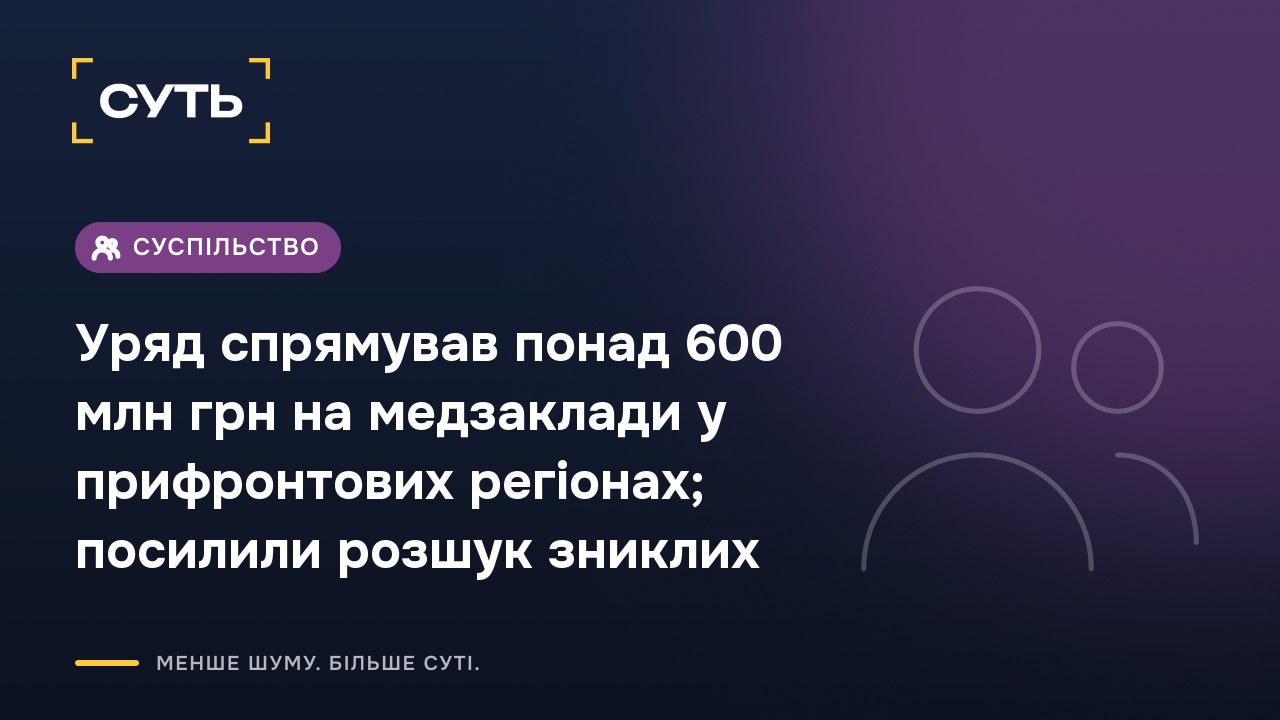 СУТЬ
СУСПІЛЬСТВО
Уряд спрямував понад 600
млн грн на медзаклади у
прифронтових регіонах;
посилили розшук зниклих
МЕНШЕ ШУМУ. БІЛЬШЕ СУТІ.